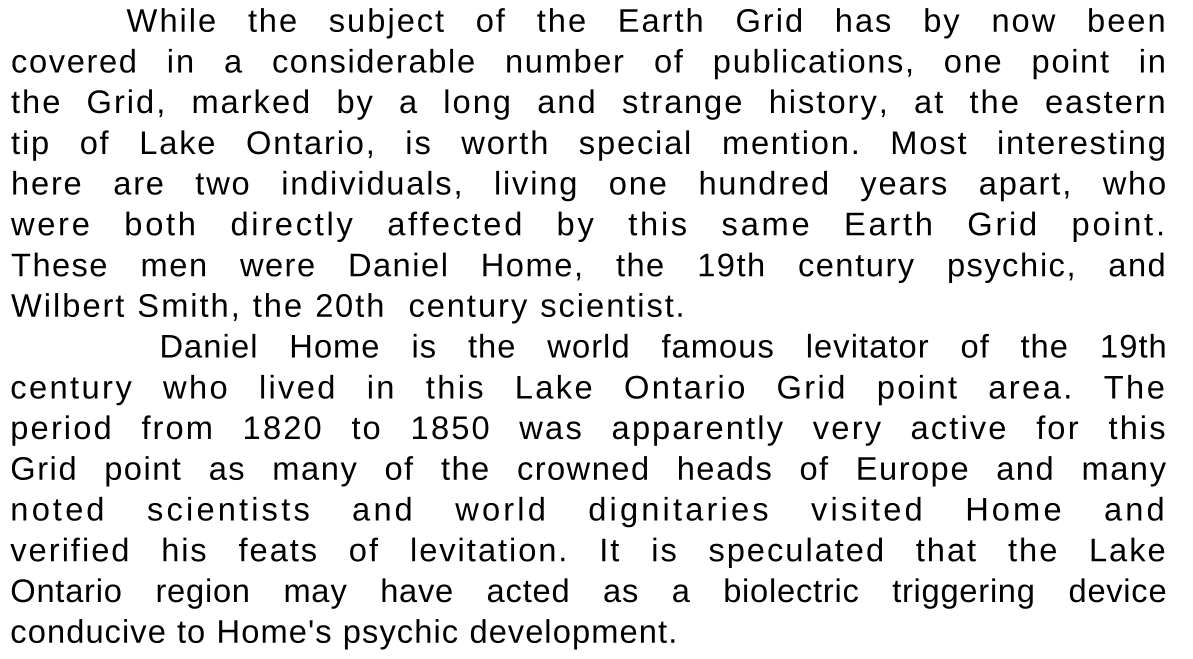 While the subject of the Earth Grid has by now been
covered in a considerable number of publications, one point in
the Grid, marked by a long and strange history, at the eastern
tip of Lake Ontario, is worth special mention. Most interesting
here are two individuals, living one hundred years apart, who
were both directly affected by this same Earth Grid point.
These men were Daniel Home, the 19th century psychic, and
Wilbert Smith, the 20th century scientist.
Daniel Home is the world famous levitator of the 19th
century who lived in this Lake Ontario Grid point area. The
period from 1820 to 1850 was apparently very active for this
Grid point as many of the crowned heads of Europe and many
noted scientists and world dignitaries visited Home and
verified his feats of levitation. It is speculated that the Lake
Ontario region may have acted as a biolectric triggering device
conducive to Home's psychic development.